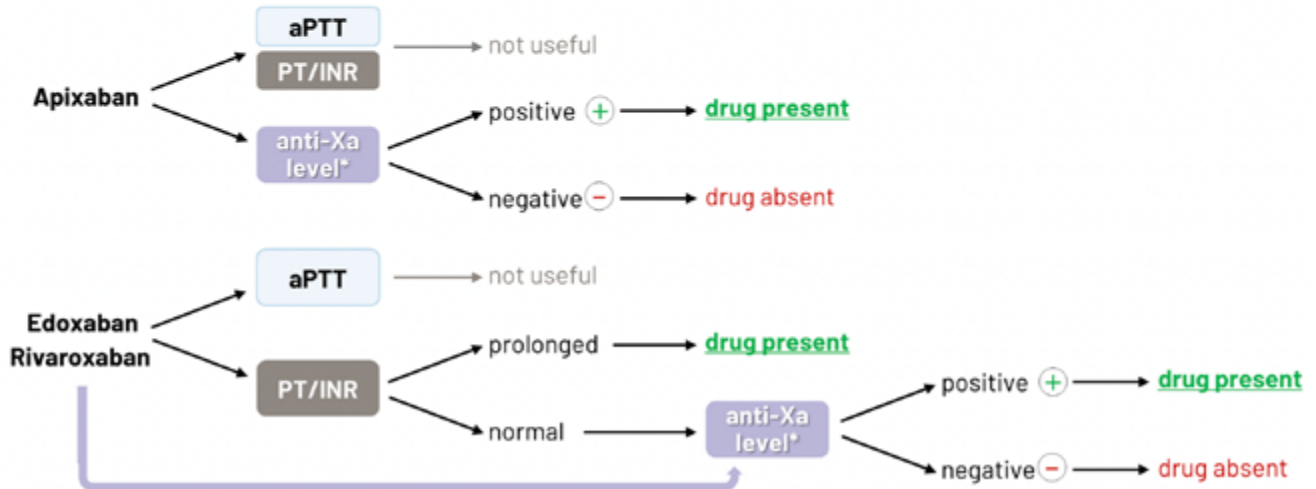 aPTT
not useful
PT/INR
Apixaban
positive + drug present
anti-Xa
level*
negative − drug absent
aPTT
not useful
Edoxaban
Rivaroxaban
prolonged drug present
PT/INR
positive + drug present
normal
anti-Xa
level*
negative − drug absent